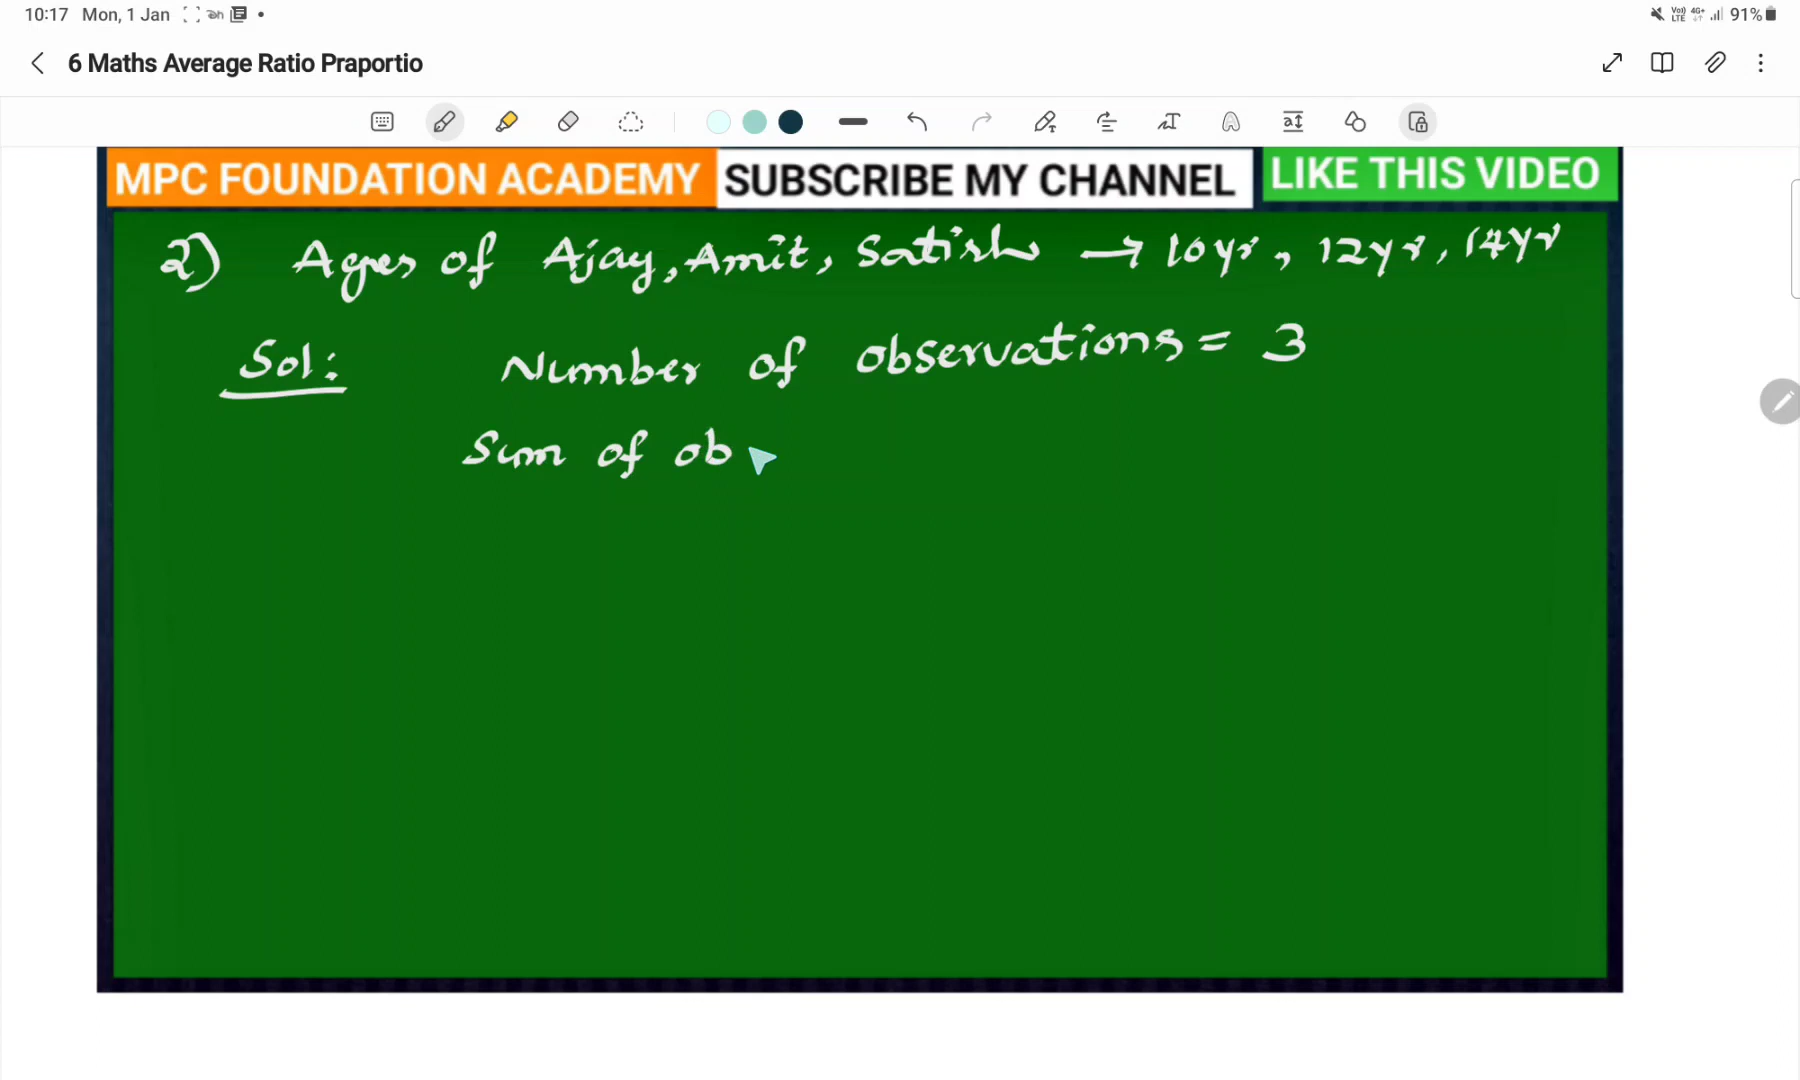 10:17 Mon, 1 Jan 91%
6 Maths Average Ratio Praportio
MPC FOUNDATION ACADEMY SUBSCRIBE MY CHANNEL LIKE THIS VIDEO
2) Ages of Ajay, Amit, Satish → 10yr, 12yr, 14yr
Sol: Number of observations = 3
Sum of ob